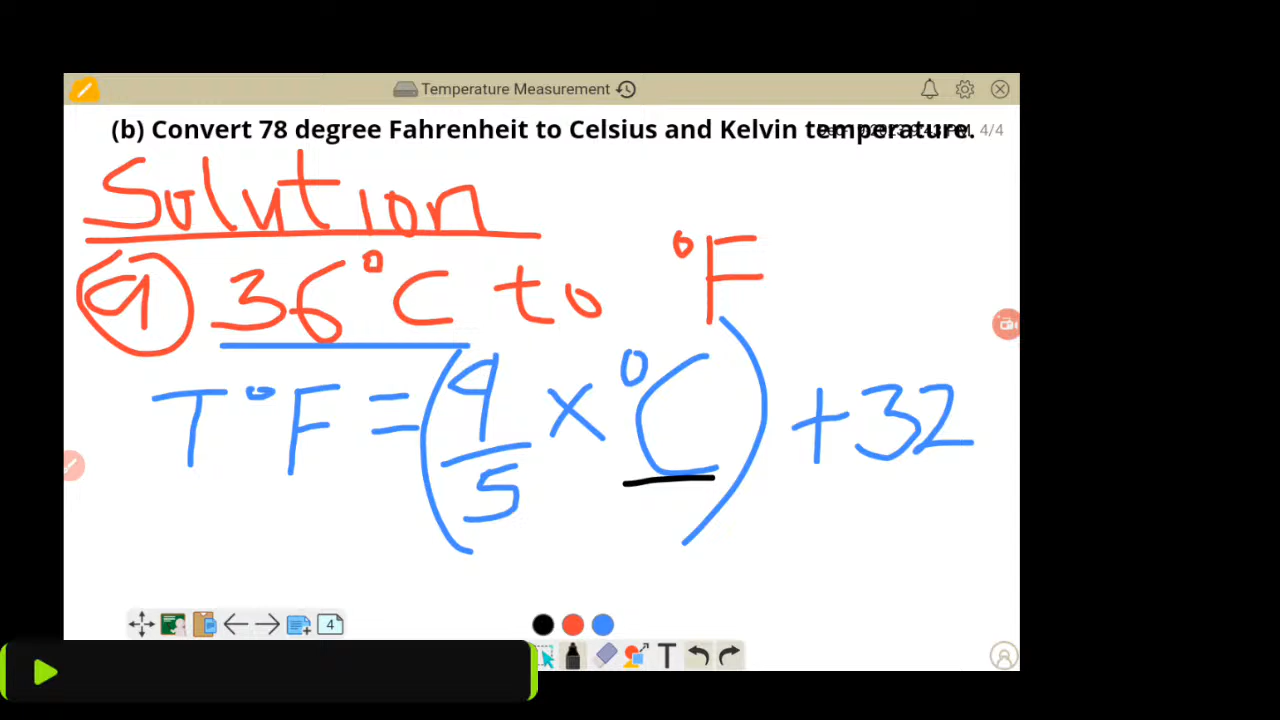 Temperature Measurement
(b) Convert 78 degree Fahrenheit to Celsius and Kelvin temperature.
4/4
Solution
a 36°C to °F
T°F = (9/5 × °C) + 32
4
T